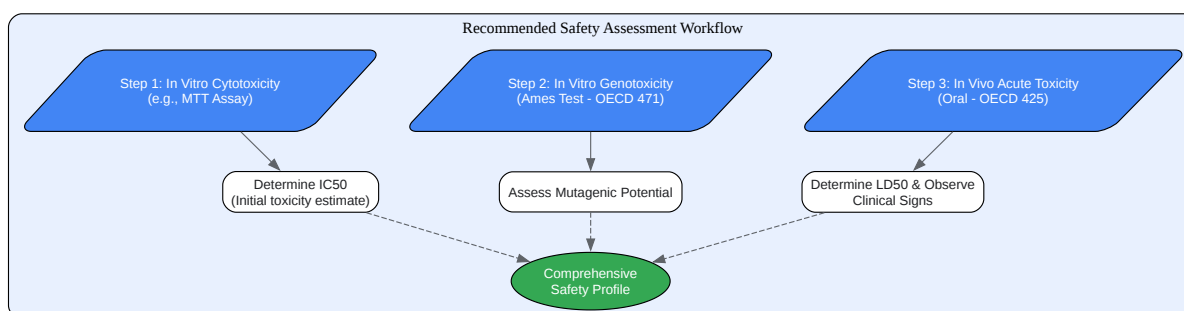 Recommended Safety Assessment Workflow
Step 1: In Vitro Cytotoxicity
(e.g., MTT Assay)
Step 2: In Vitro Genotoxicity
(Ames Test - OECD 471)
Step 3: In Vivo Acute Toxicity
(Oral - OECD 425)
Determine IC50
(Initial toxicity estimate)
Assess Mutagenic Potential
Determine LD50 & Observe
Clinical Signs
Comprehensive
Safety Profile